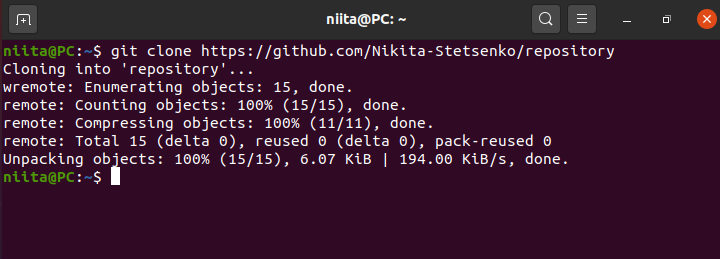 niita@PC: ~
niita@PC:~$ git clone https://github.com/Nikita-Stetsenko/repository
Cloning into 'repository'...
wremote: Enumerating objects: 15, done.
remote: Counting objects: 100% (15/15), done.
remote: Compressing objects: 100% (11/11), done.
remote: Total 15 (delta 0), reused 0 (delta 0), pack-reused 0
Unpacking objects: 100% (15/15), 6.07 KiB | 194.00 KiB/s, done.
niita@PC:~$